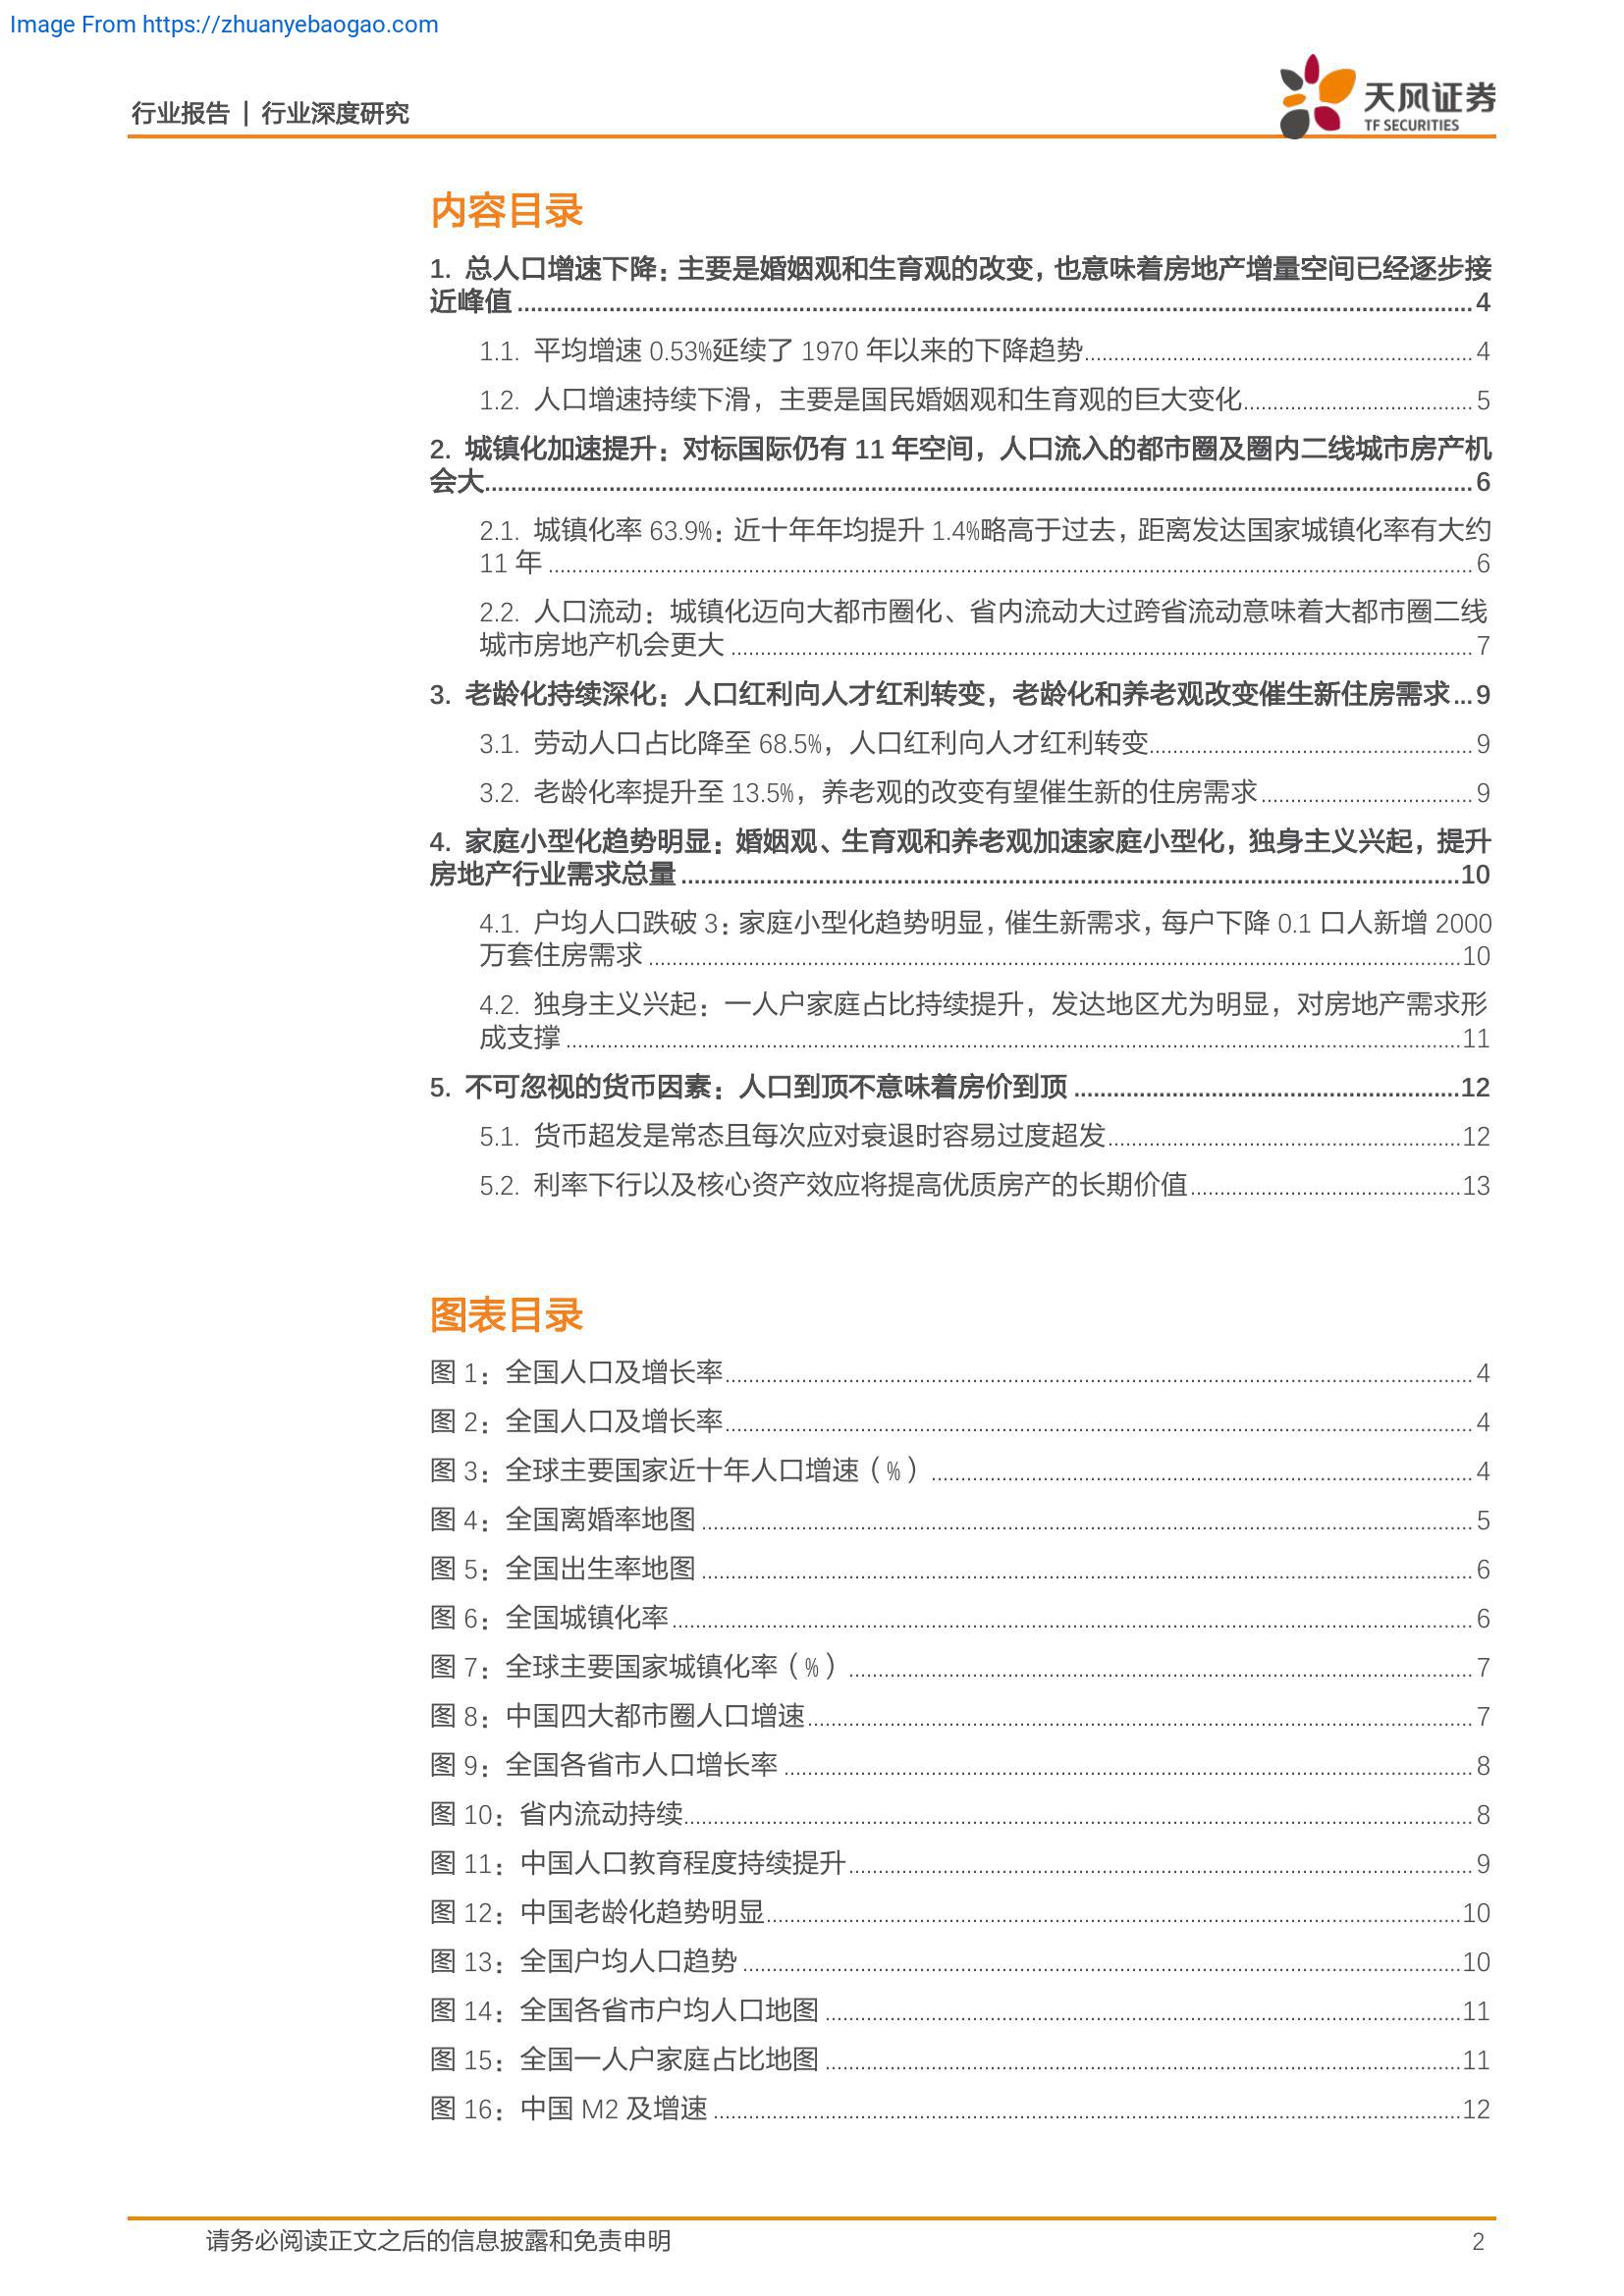 Image From https://zhuanyebaogao.com
行业报告 | 行业深度研究
天风证券
TF SECURITIES
内容目录
1. 总人口增速下降：主要是婚姻观和生育观的改变，也意味着房地产增量空间已经逐步接
近峰值 ................ 4
1.1. 平均增速 0.53%延续了 1970 年以来的下降趋势................ 4
1.2. 人口增速持续下滑，主要是国民婚姻观和生育观的巨大变化................ 5
2. 城镇化加速提升：对标国际仍有 11 年空间，人口流入的都市圈及圈内二线城市房产机
会大................ 6
2.1. 城镇化率 63.9%：近十年年均提升 1.4%略高于过去，距离发达国家城镇化率有大约
11 年 ................ 6
2.2. 人口流动：城镇化迈向大都市圈化、省内流动大过跨省流动意味着大都市圈二线
城市房地产机会更大 ................ 7
3. 老龄化持续深化：人口红利向人才红利转变，老龄化和养老观改变催生新住房需求... 9
3.1. 劳动人口占比降至 68.5%，人口红利向人才红利转变................ 9
3.2. 老龄化率提升至 13.5%，养老观的改变有望催生新的住房需求................ 9
4. 家庭小型化趋势明显：婚姻观、生育观和养老观加速家庭小型化，独身主义兴起，提升
房地产行业需求总量 ................ 10
4.1. 户均人口跌破 3：家庭小型化趋势明显，催生新需求，每户下降 0.1 口人新增 2000
万套住房需求 ................ 10
4.2. 独身主义兴起：一人户家庭占比持续提升，发达地区尤为明显，对房地产需求形
成支撑 ................ 11
5. 不可忽视的货币因素：人口到顶不意味着房价到顶 ................ 12
5.1. 货币超发是常态且每次应对衰退时容易过度超发................ 12
5.2. 利率下行以及核心资产效应将提高优质房产的长期价值................ 13
图表目录
图 1：全国人口及增长率................ 4
图 2：全国人口及增长率................ 4
图 3：全球主要国家近十年人口增速（%）................ 4
图 4：全国离婚率地图 ................ 5
图 5：全国出生率地图 ................ 6
图 6：全国城镇化率 ................ 6
图 7：全球主要国家城镇化率（%）................ 7
图 8：中国四大都市圈人口增速................ 7
图 9：全国各省市人口增长率 ................ 8
图 10：省内流动持续................ 8
图 11：中国人口教育程度持续提升................ 9
图 12：中国老龄化趋势明显................ 10
图 13：全国户均人口趋势 ................ 10
图 14：全国各省市户均人口地图 ................ 11
图 15：全国一人户家庭占比地图 ................ 11
图 16：中国 M2 及增速 ................ 12
请务必阅读正文之后的信息披露和免责申明 2